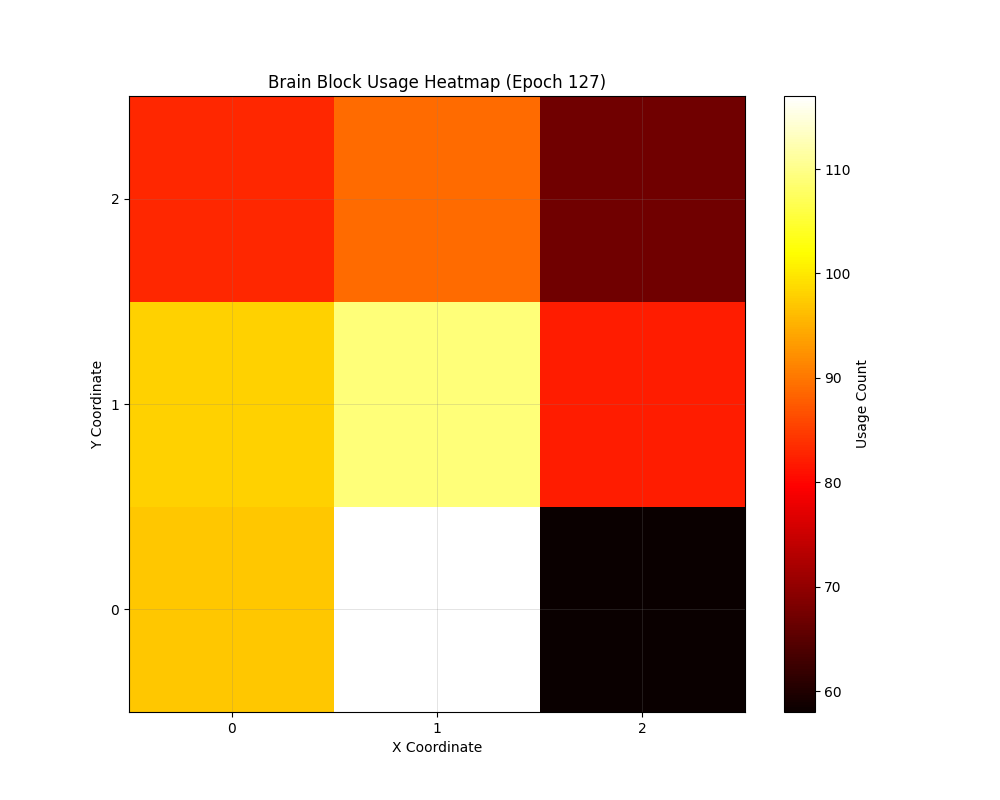 Brain Block Usage Heatmap (Epoch 127)
2
1
0
Y Coordinate
0 1 2
X Coordinate
110
100
90
80
70
60
Usage Count